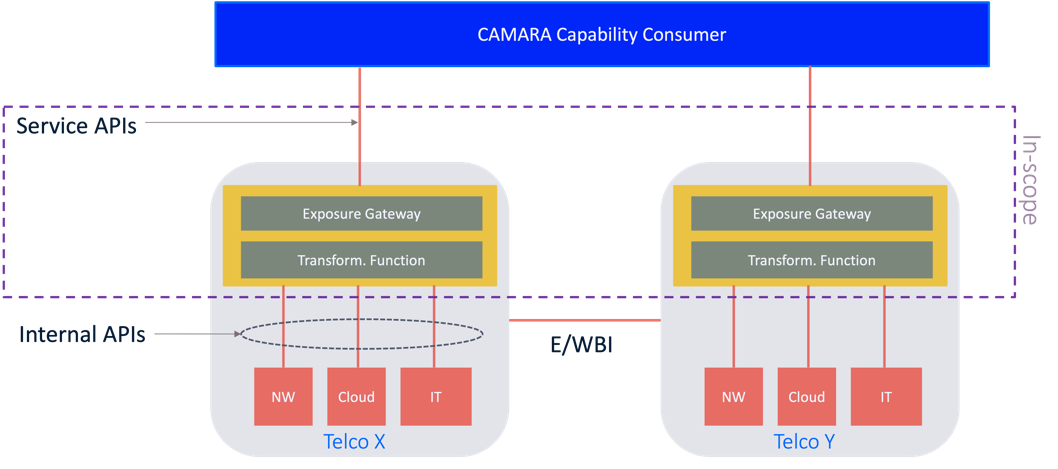 CAMARA Capability Consumer
Service APIs
In-scope
Exposure Gateway
Transform. Function
Exposure Gateway
Transform. Function
Internal APIs
E/WBI
NW
Cloud
IT
Telco X
NW
Cloud
IT
Telco Y